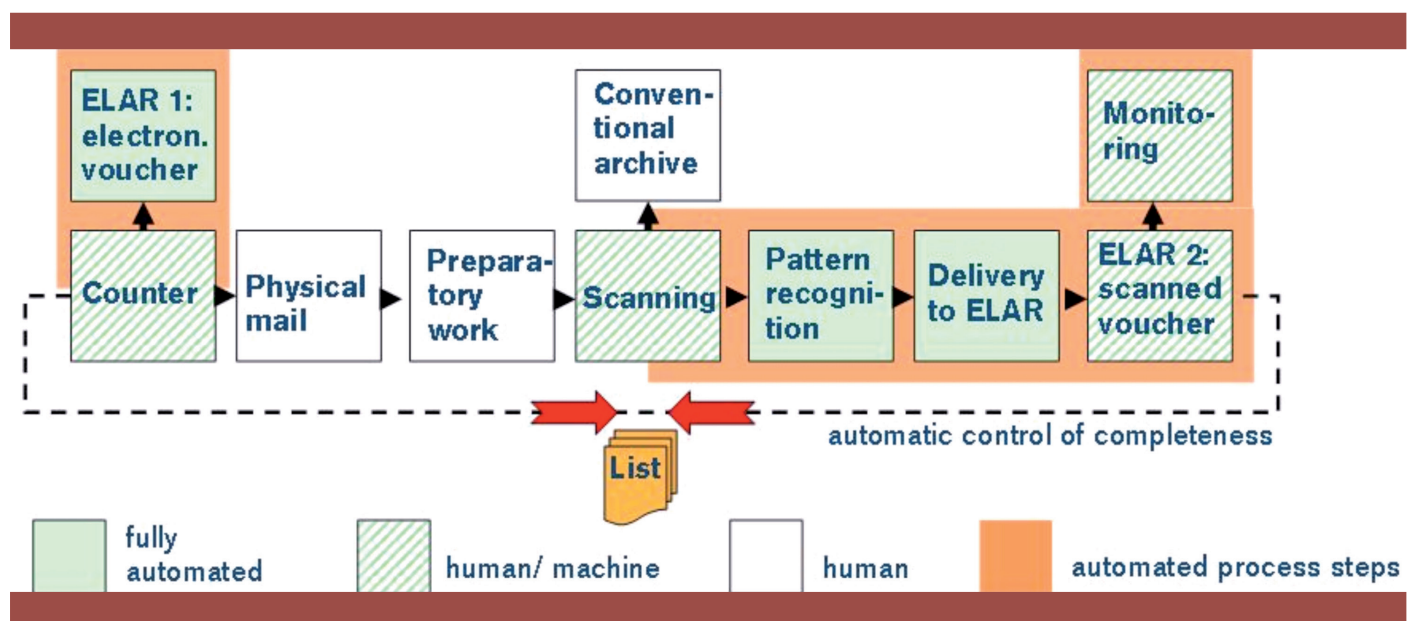 ELAR 1:
electron.
voucher
Conven-
tional
archive
Monito-
ring
Counter
Physical
mail
Prepara-
tory
work
Scanning
Pattern
recogni-
tion
Delivery
to ELAR
ELAR 2:
scanned
voucher
automatic control of completeness
List
fully
automated
human/ machine
human
automated process steps